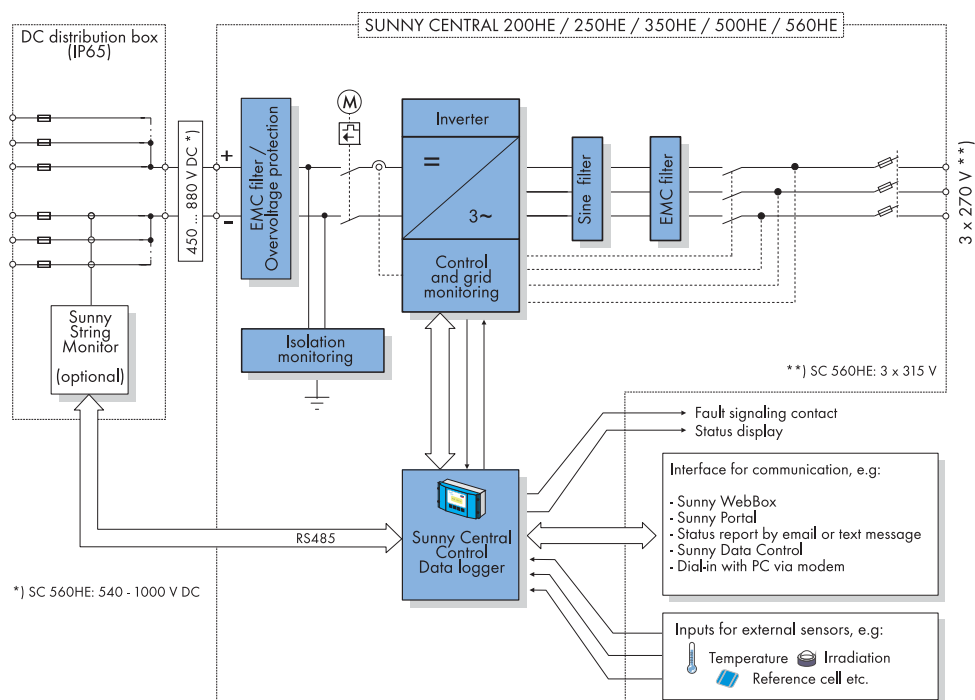 SUNNY CENTRAL 200HE / 250HE / 350HE / 500HE / 560HE
DC distribution box
(IP65)
450 ... 880 V DC *)
+
-
EMC filter /
Overvoltage protection
M
Inverter
=
3~
Control
and grid
monitoring
Sine filter
EMC filter
3 x 270 V **)
Sunny
String
Monitor
(optional)
Isolation
monitoring
**) SC 560HE: 3 x 315 V
Fault signaling contact
Status display
Interface for communication, e.g:
- Sunny WebBox
- Sunny Portal
- Status report by email or text message
- Sunny Data Control
- Dial-in with PC via modem
RS485
Sunny Central
Control
Data logger
*) SC 560HE: 540 - 1000 V DC
Inputs for external sensors, e.g:
Temperature Irradiation
Reference cell etc.